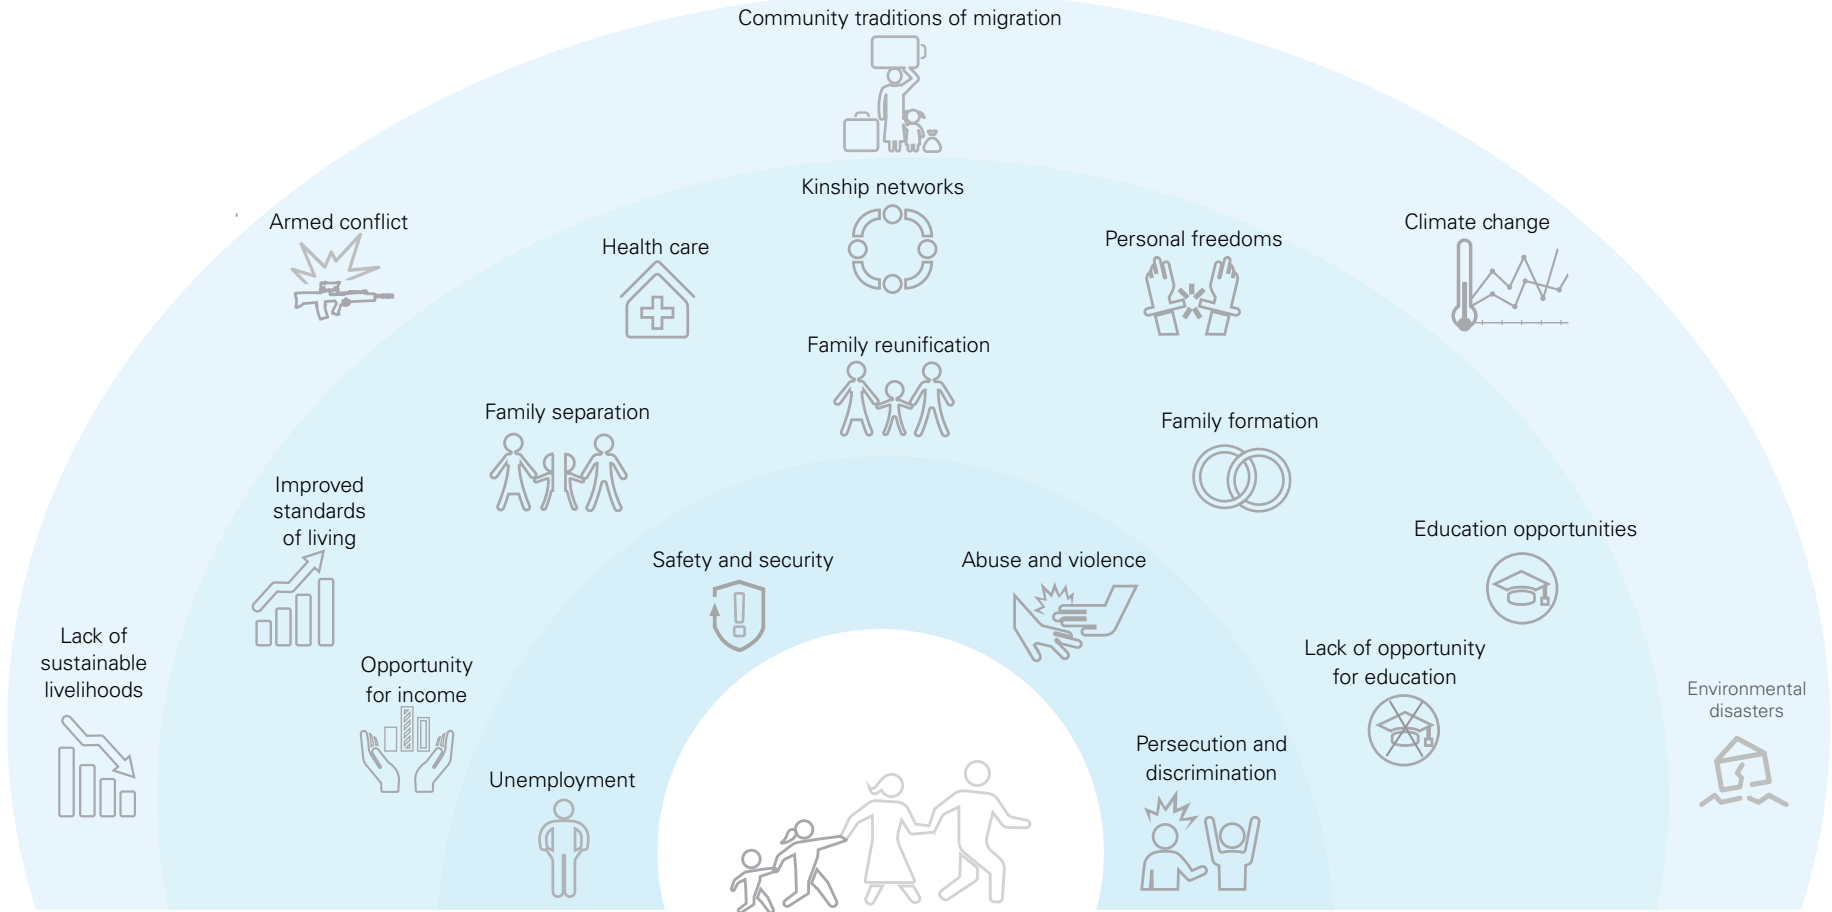 Community traditions of migration
Kinship networks
Armed conflict
Climate change
Personal freedoms
Health care
Family reunification
Family separation
Family formation
Improved
standards
of living
Education opportunities
Safety and security
Abuse and violence
Lack of
sustainable
livelihoods
Opportunity
for income
Lack of opportunity
for education
Environmental
disasters
Persecution and
discrimination
Unemployment